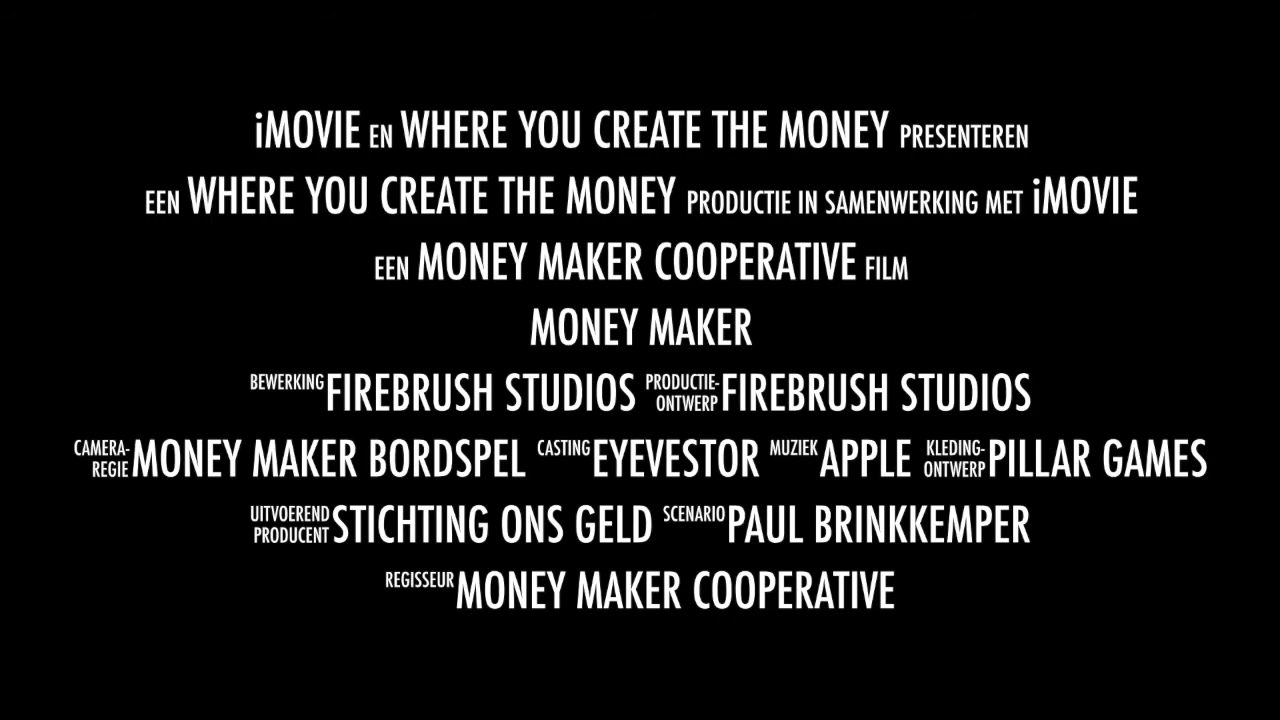 iMOVIE EN WHERE YOU CREATE THE MONEY PRESENTEREN
EEN WHERE YOU CREATE THE MONEY PRODUCTIE IN SAMENWERKING MET iMOVIE
EEN MONEY MAKER COOPERATIVE FILM
MONEY MAKER
BEWERKING FIREBRUSH STUDIOS PRODUCTIE-ONTWERP FIREBRUSH STUDIOS
CAMERA-REGIE MONEY MAKER BORDSPEL CASTING EYEVESTOR MUZIEK APPLE KLEDING-ONTWERP PILLAR GAMES
UITVOEREND PRODUCENT STICHTING ONS GELD SCENARIO PAUL BRINKKEMPER
REGISSEUR MONEY MAKER COOPERATIVE